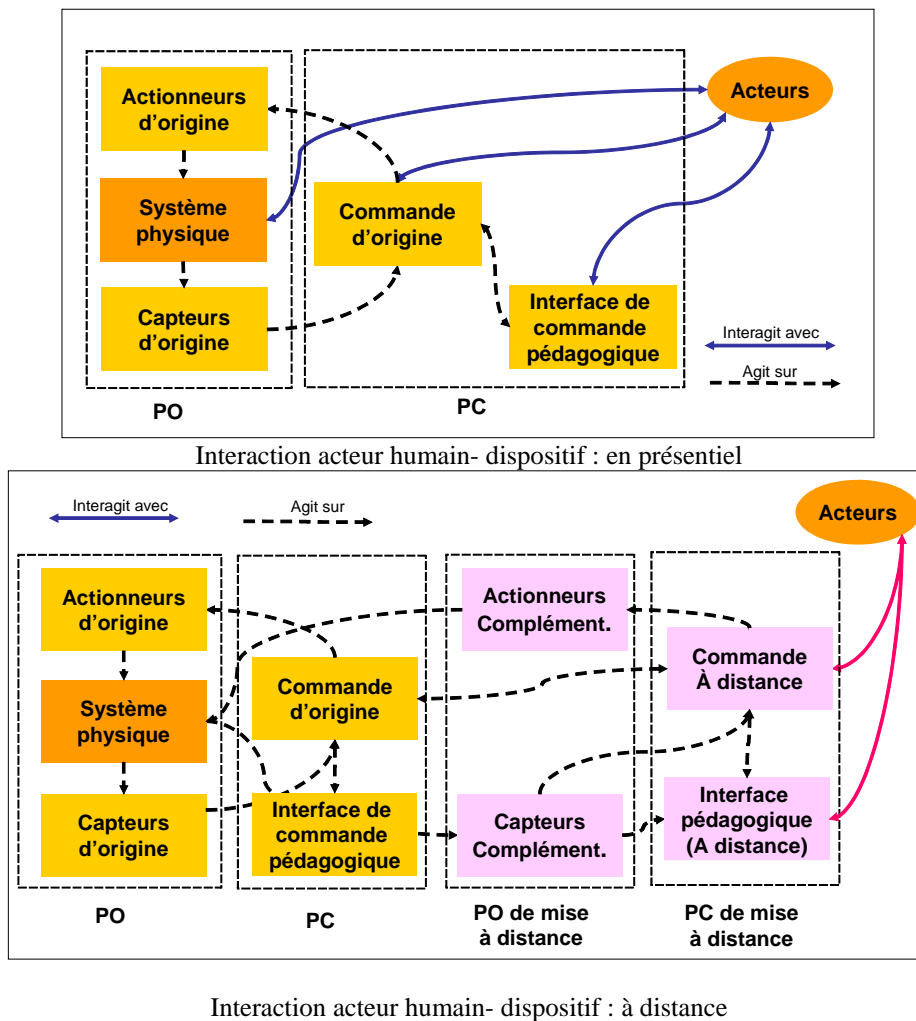 Actionneurs
d'origine
Système
physique
Capteurs
d'origine
PO
Commande
d'origine
Interface de
commande
pédagogique
PC
Acteurs
Interagit avec
Agit sur
Interaction acteur humain- dispositif : en présentiel
Interagit avec
Agit sur
Acteurs
Actionneurs
d'origine
Système
physique
Capteurs
d'origine
PO
Commande
d'origine
Interface de
commande
pédagogique
PC
Actionneurs
Complément.
Capteurs
Complément.
PO de mise
à distance
Commande
À distance
Interface
pédagogique
(A distance)
PC de mise
à distance
Interaction acteur humain- dispositif : à distance